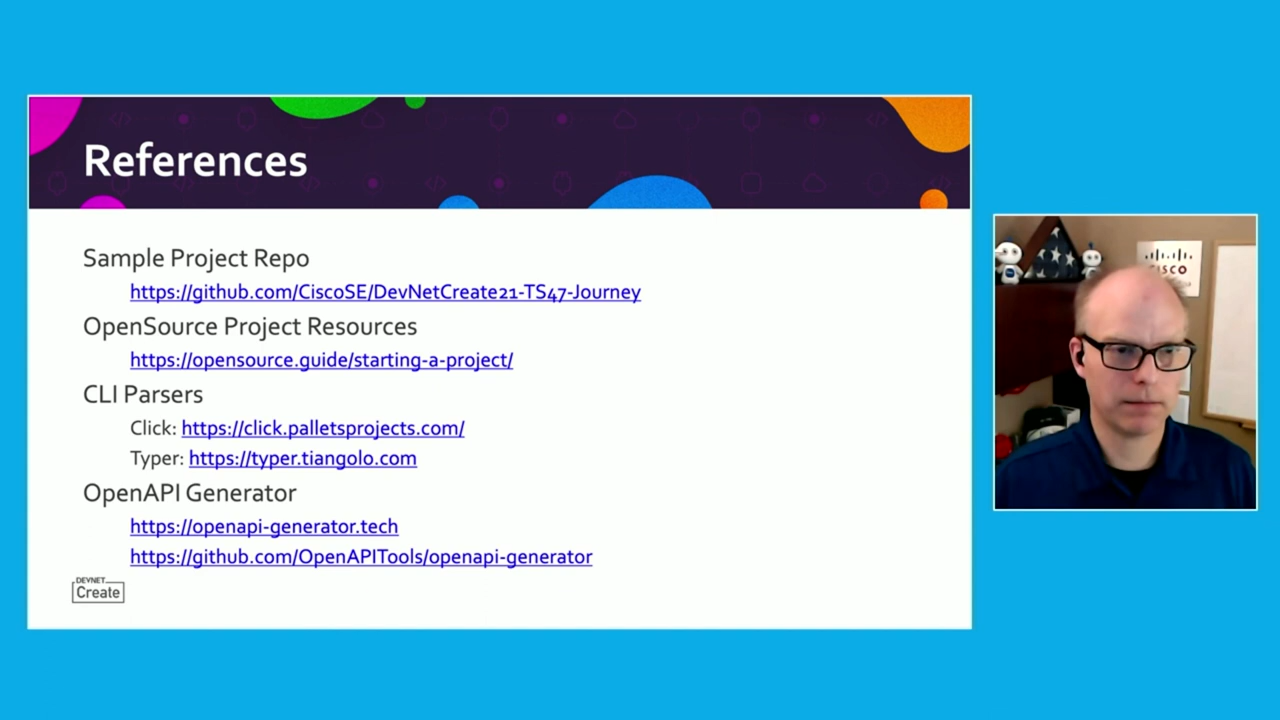 References
Sample Project Repo
https://github.com/CiscoSE/DevNetCreate21-TS47-Journey
OpenSource Project Resources
https://opensource.guide/starting-a-project/
CLI Parsers
Click: https://click.palletsprojects.com/
Typer: https://typer.tiangolo.com
OpenAPI Generator
https://openapi-generator.tech
https://github.com/OpenAPITools/openapi-generator
DEVNET
Create
CISCO